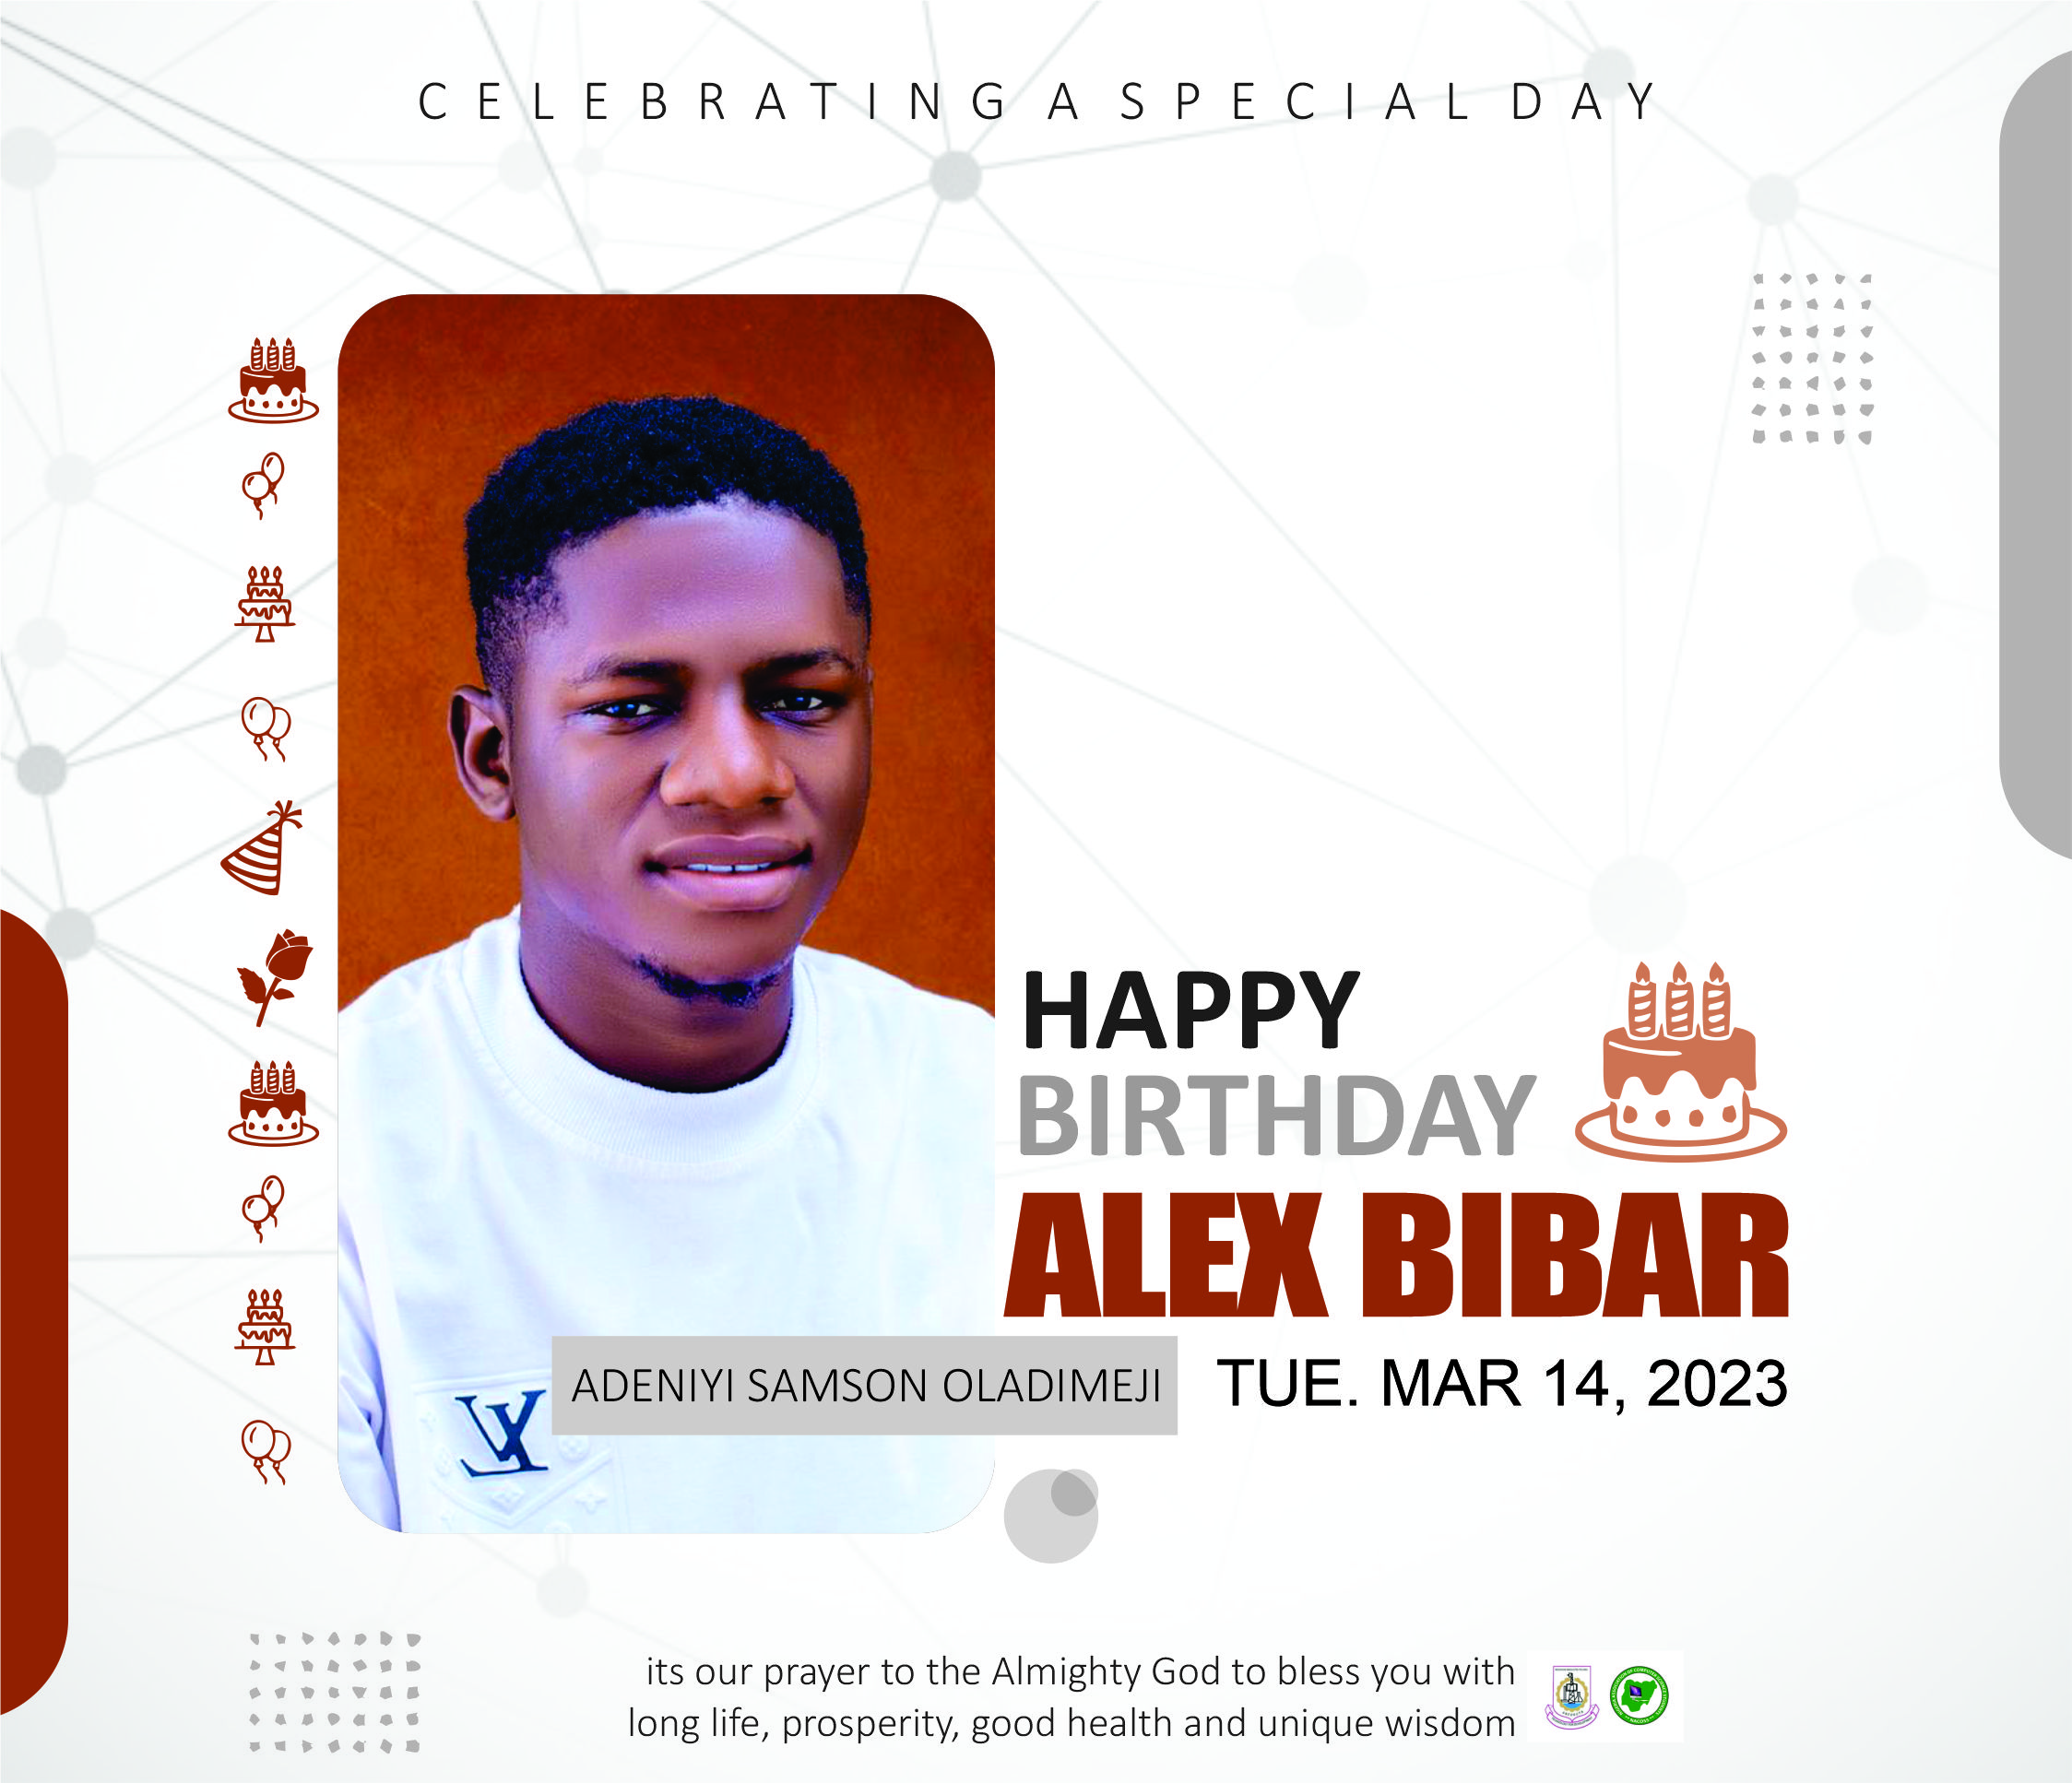 CELEBRATING A SPECIAL DAY
HAPPY
BIRTHDAY
ALEX BIBAR
ADENIYI SAMSON OLADIMEJI
TUE. MAR 14, 2023
its our prayer to the Almighty God to bless you with
long life, prosperity, good health and unique wisdom